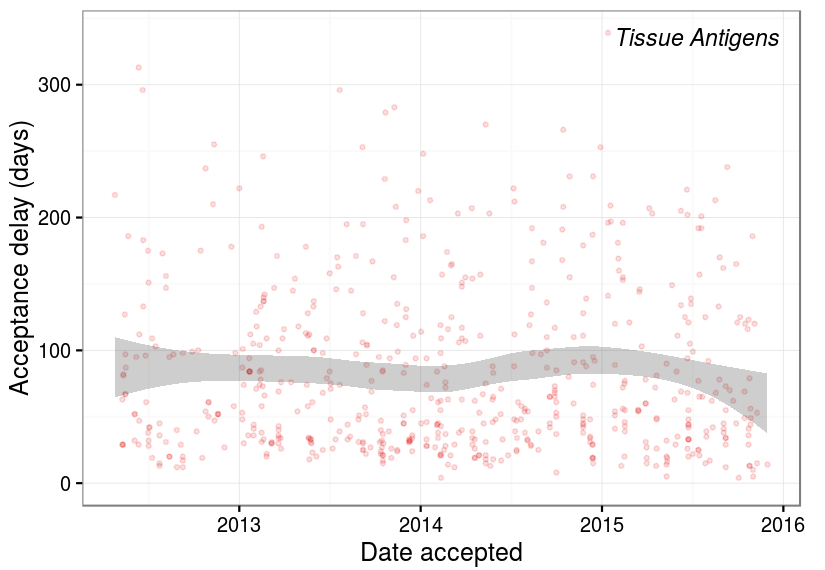 Tissue Antigens
300
200
100
0
Acceptance delay (days)
2013 2014 2015 2016
Date accepted